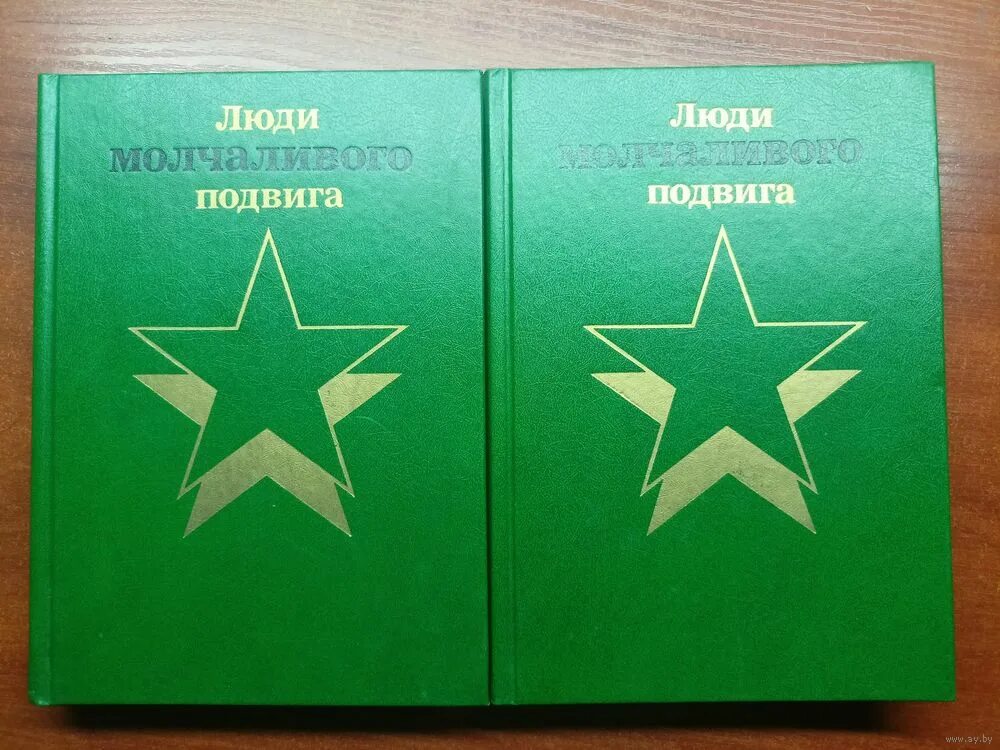 Люди
молчаливого
подвига
Люди
молчаливого
подвига
www.ay.by